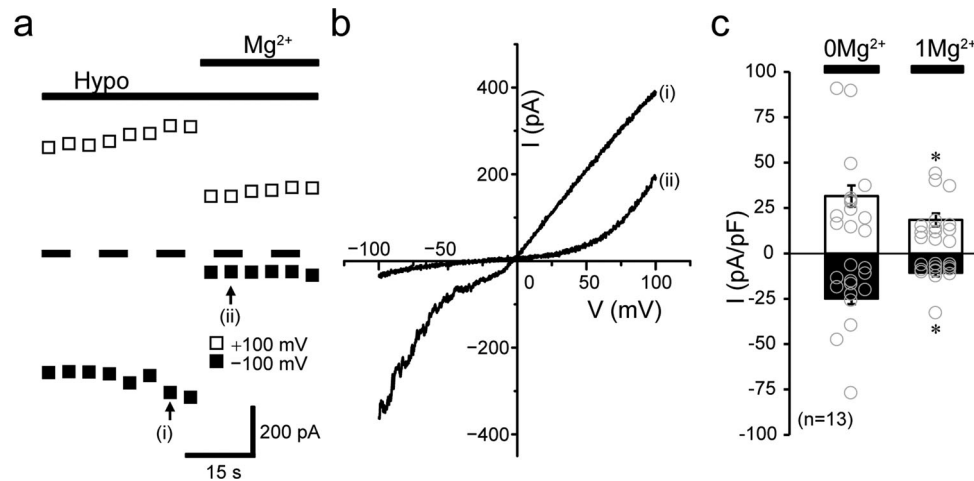 a
Mg²⁺
Hypo
(ii)
+100 mV
−100 mV
(i)
200 pA
15 s
b
I (pA)
400
(i)
200
(ii)
−100
−50
0
50
100
V (mV)
−200
−400
c
0Mg²⁺
1Mg²⁺
I (pA/pF)
100
75
50
*
25
0
-25
*
-50
-75
(n=13)
-100